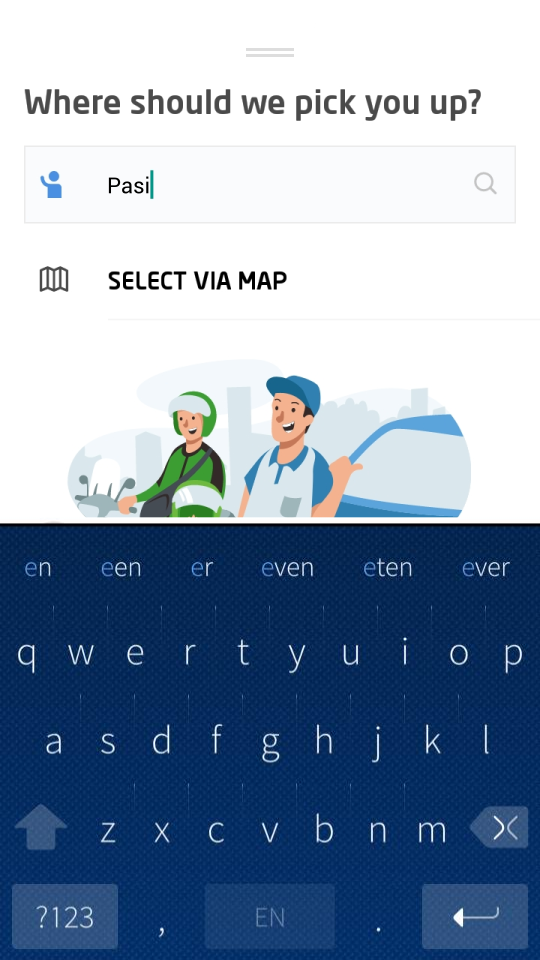 Where should we pick you up?
Pasi
SELECT VIA MAP
en een er even eten ever
q w e r t y u i o p
a s d f g h j k l
z x c v b n m
?123 , EN .